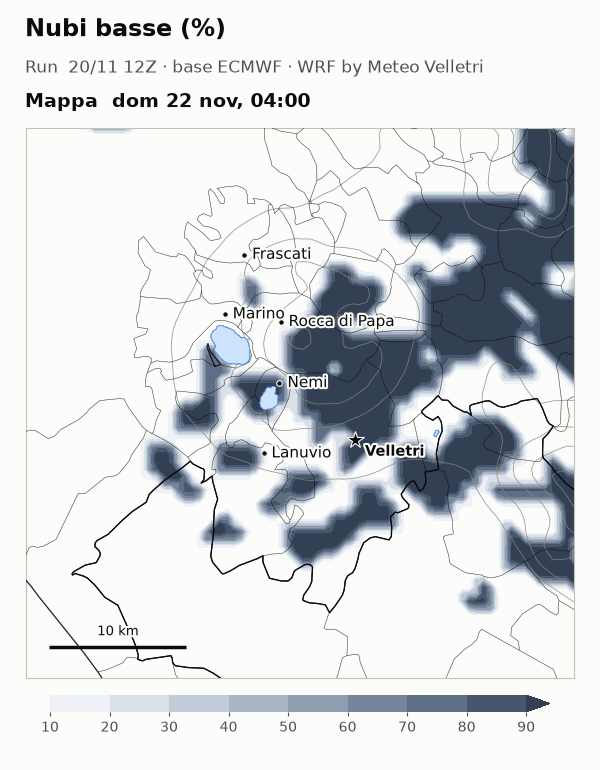 Nubi basse (%)
Run  20/11 12Z · base ECMWF · WRF by Meteo Velletri
Mappa  dom 22 nov, 04:00
Frascati
Marino
Rocca di Papa
Nemi
Velletri
Lanuvio
10 km
10 20 30 40 50 60 70 80 90